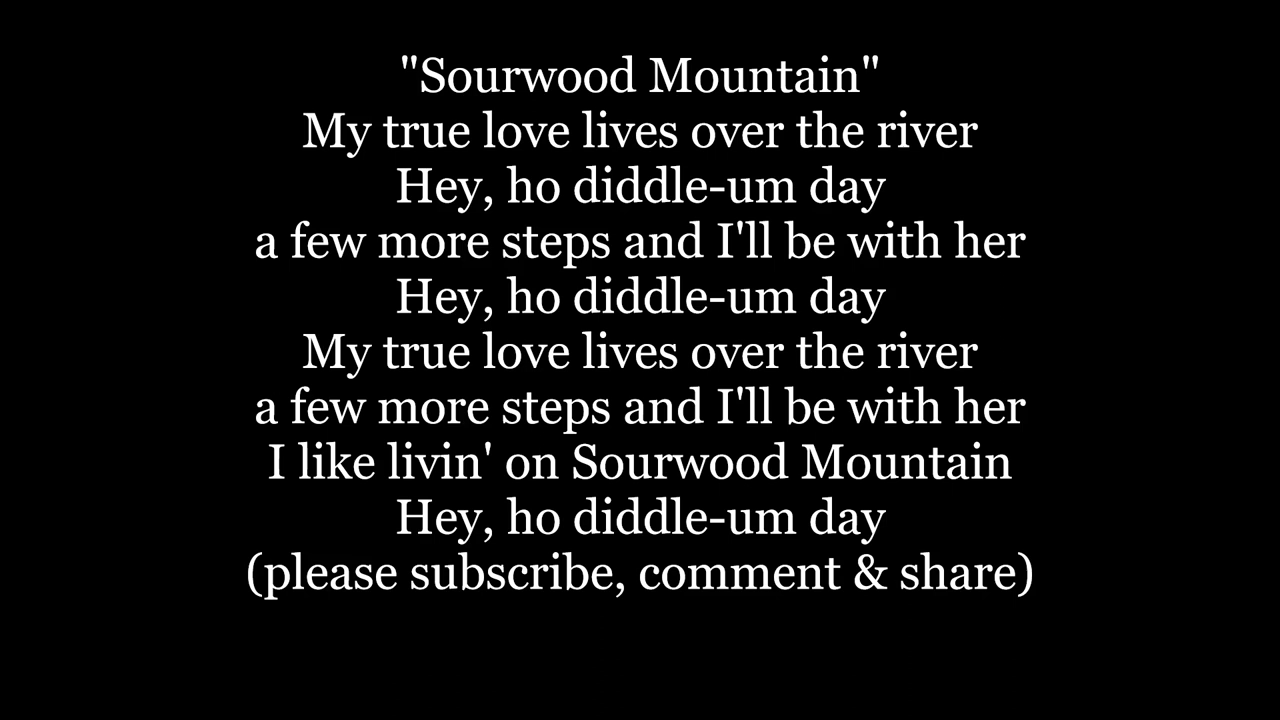 "Sourwood Mountain"
My true love lives over the river
Hey, ho diddle-um day
a few more steps and I'll be with her
Hey, ho diddle-um day
My true love lives over the river
a few more steps and I'll be with her
I like livin' on Sourwood Mountain
Hey, ho diddle-um day
(please subscribe, comment & share)